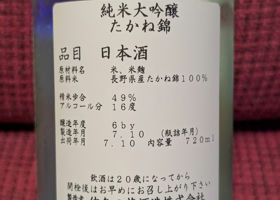 純米大吟醸
たかね錦
品目 日本酒
原材料名 米、米麹
原料米 長野県産たかね錦100%
精米歩合 49%
アルコール分 16度
醸造年度 6by
製造年月 7.10 (瓶詰年月)
出荷年月 7.10 内容量 720ml
飲酒は20歳になってから
開栓後はお早めにお召し上がり下さい